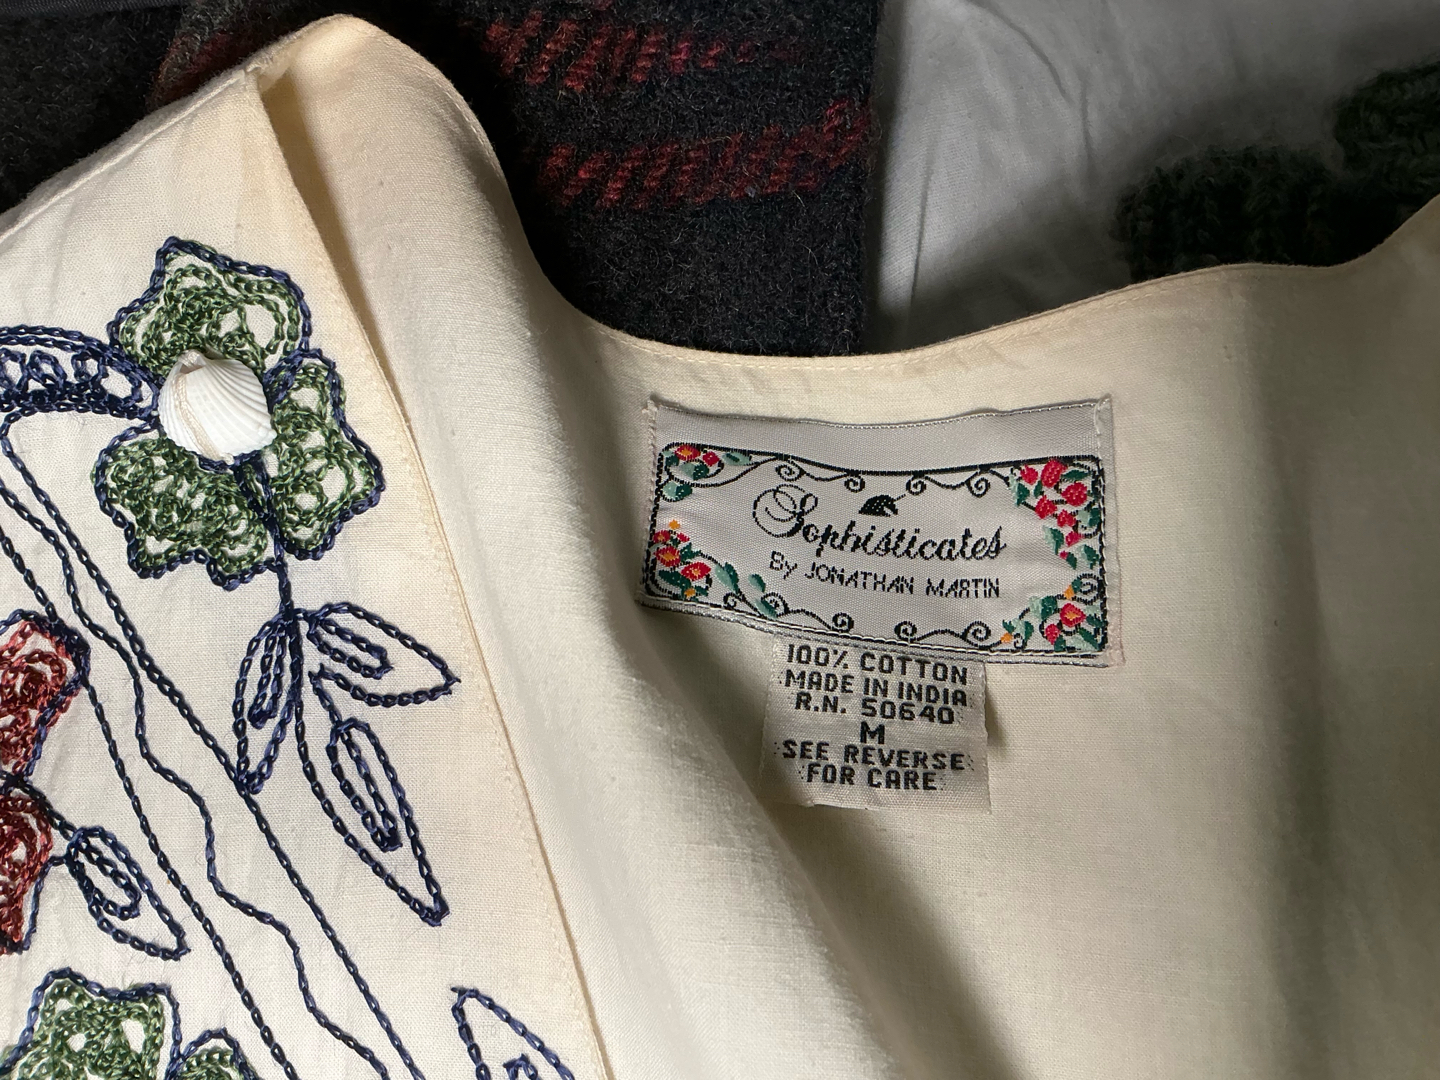 Sophisticates
By JONATHAN MARTIN
100% COTTON
MADE IN INDIA
R.N. 50640
M
SEE REVERSE
FOR CARE